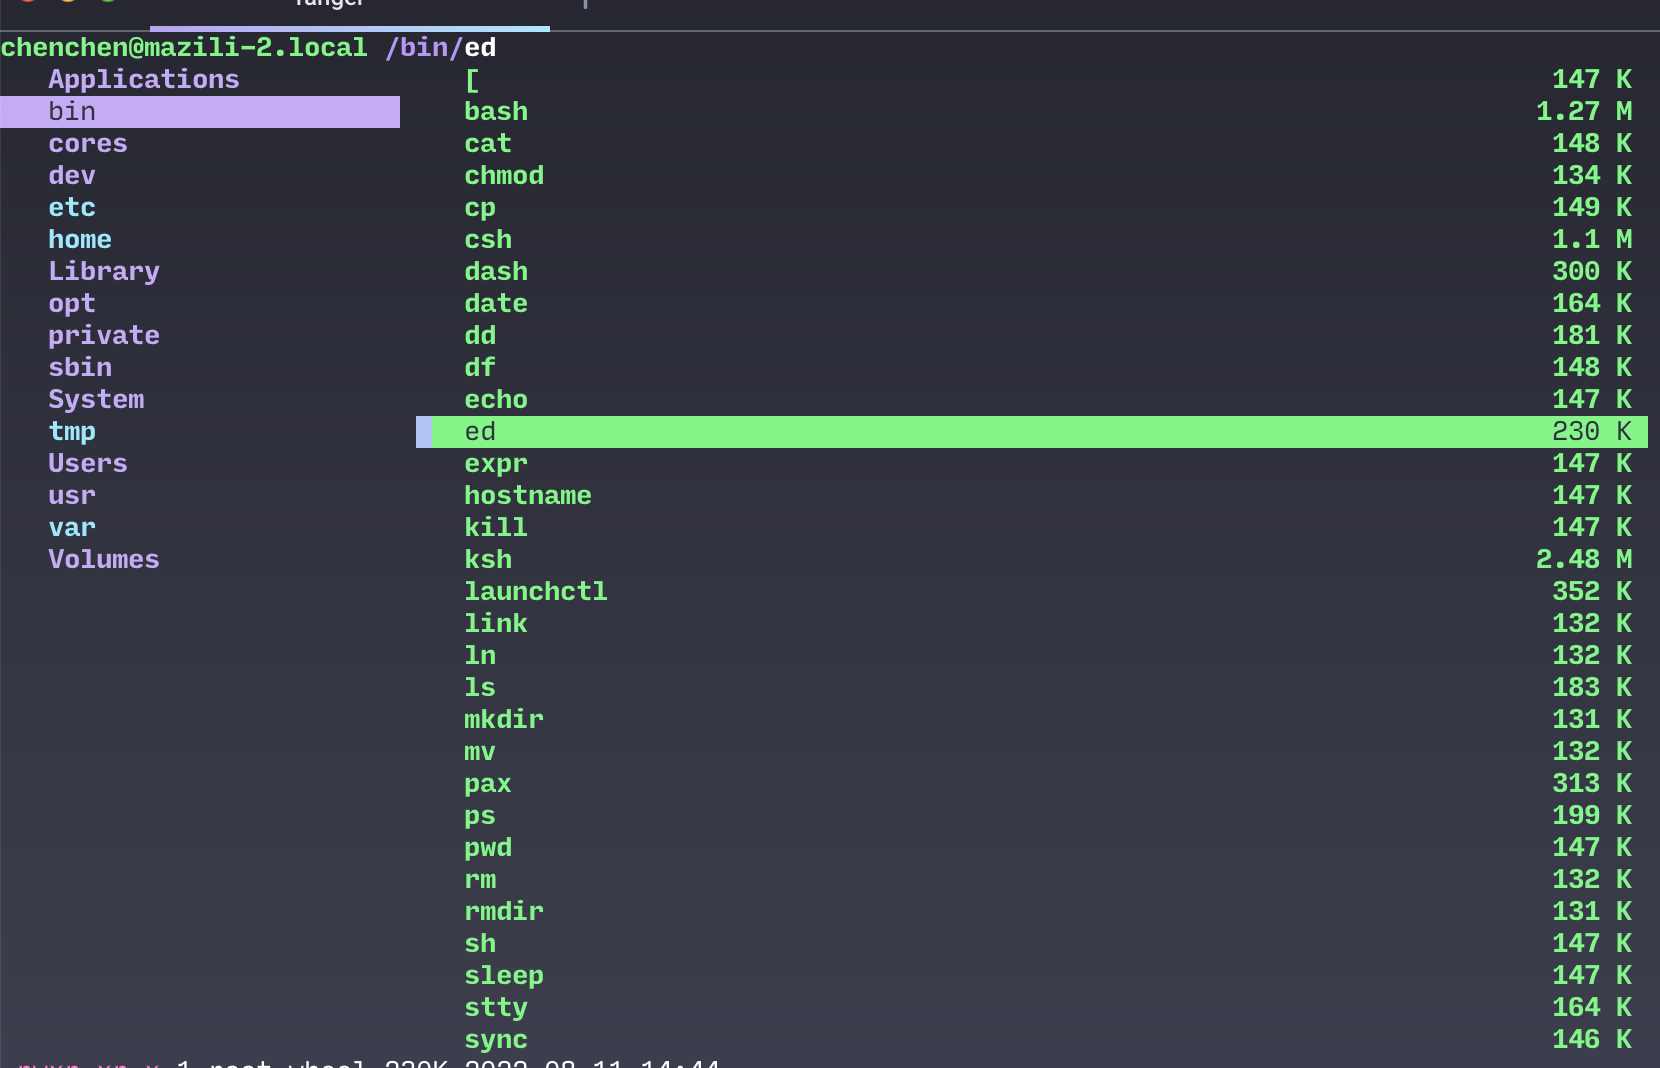 ranger
chenchen@mazili-2.local /bin/ed
Applications [ 147 K
bin bash 1.27 M
cores cat 148 K
dev chmod 134 K
etc cp 149 K
home csh 1.1 M
Library dash 300 K
opt date 164 K
private dd 181 K
sbin df 148 K
System echo 147 K
tmp ed 230 K
Users expr 147 K
usr hostname 147 K
var kill 147 K
Volumes ksh 2.48 M
launchctl 352 K
link 132 K
ln 132 K
ls 183 K
mkdir 131 K
mv 132 K
pax 313 K
ps 199 K
pwd 147 K
rm 132 K
rmdir 131 K
sh 147 K
sleep 147 K
stty 164 K
sync 146 K
1 root wheel 230K 2022-08-11 14:44